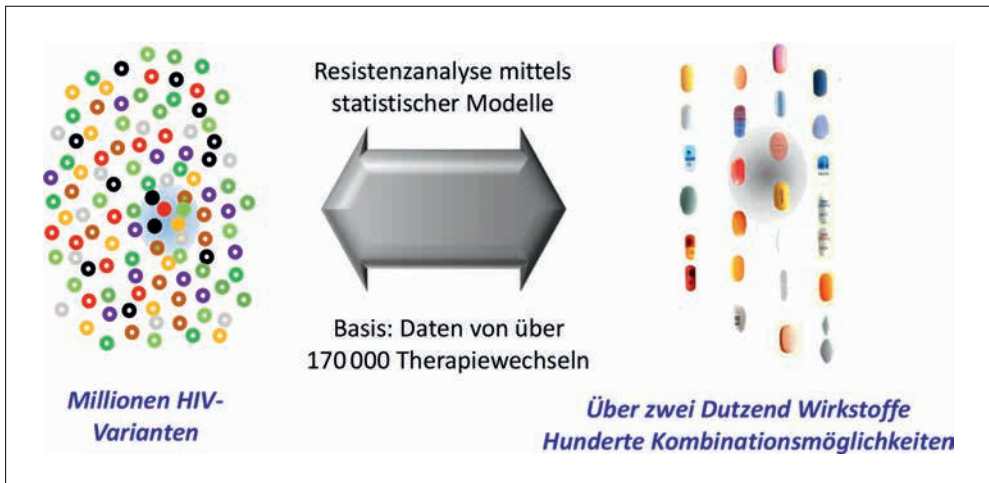 Resistenzanalyse mittels
statistischer Modelle
Basis: Daten von über
170 000 Therapiewechseln
Millionen HIV-
Varianten
Über zwei Dutzend Wirkstoffe
Hunderte Kombinationsmöglichkeiten